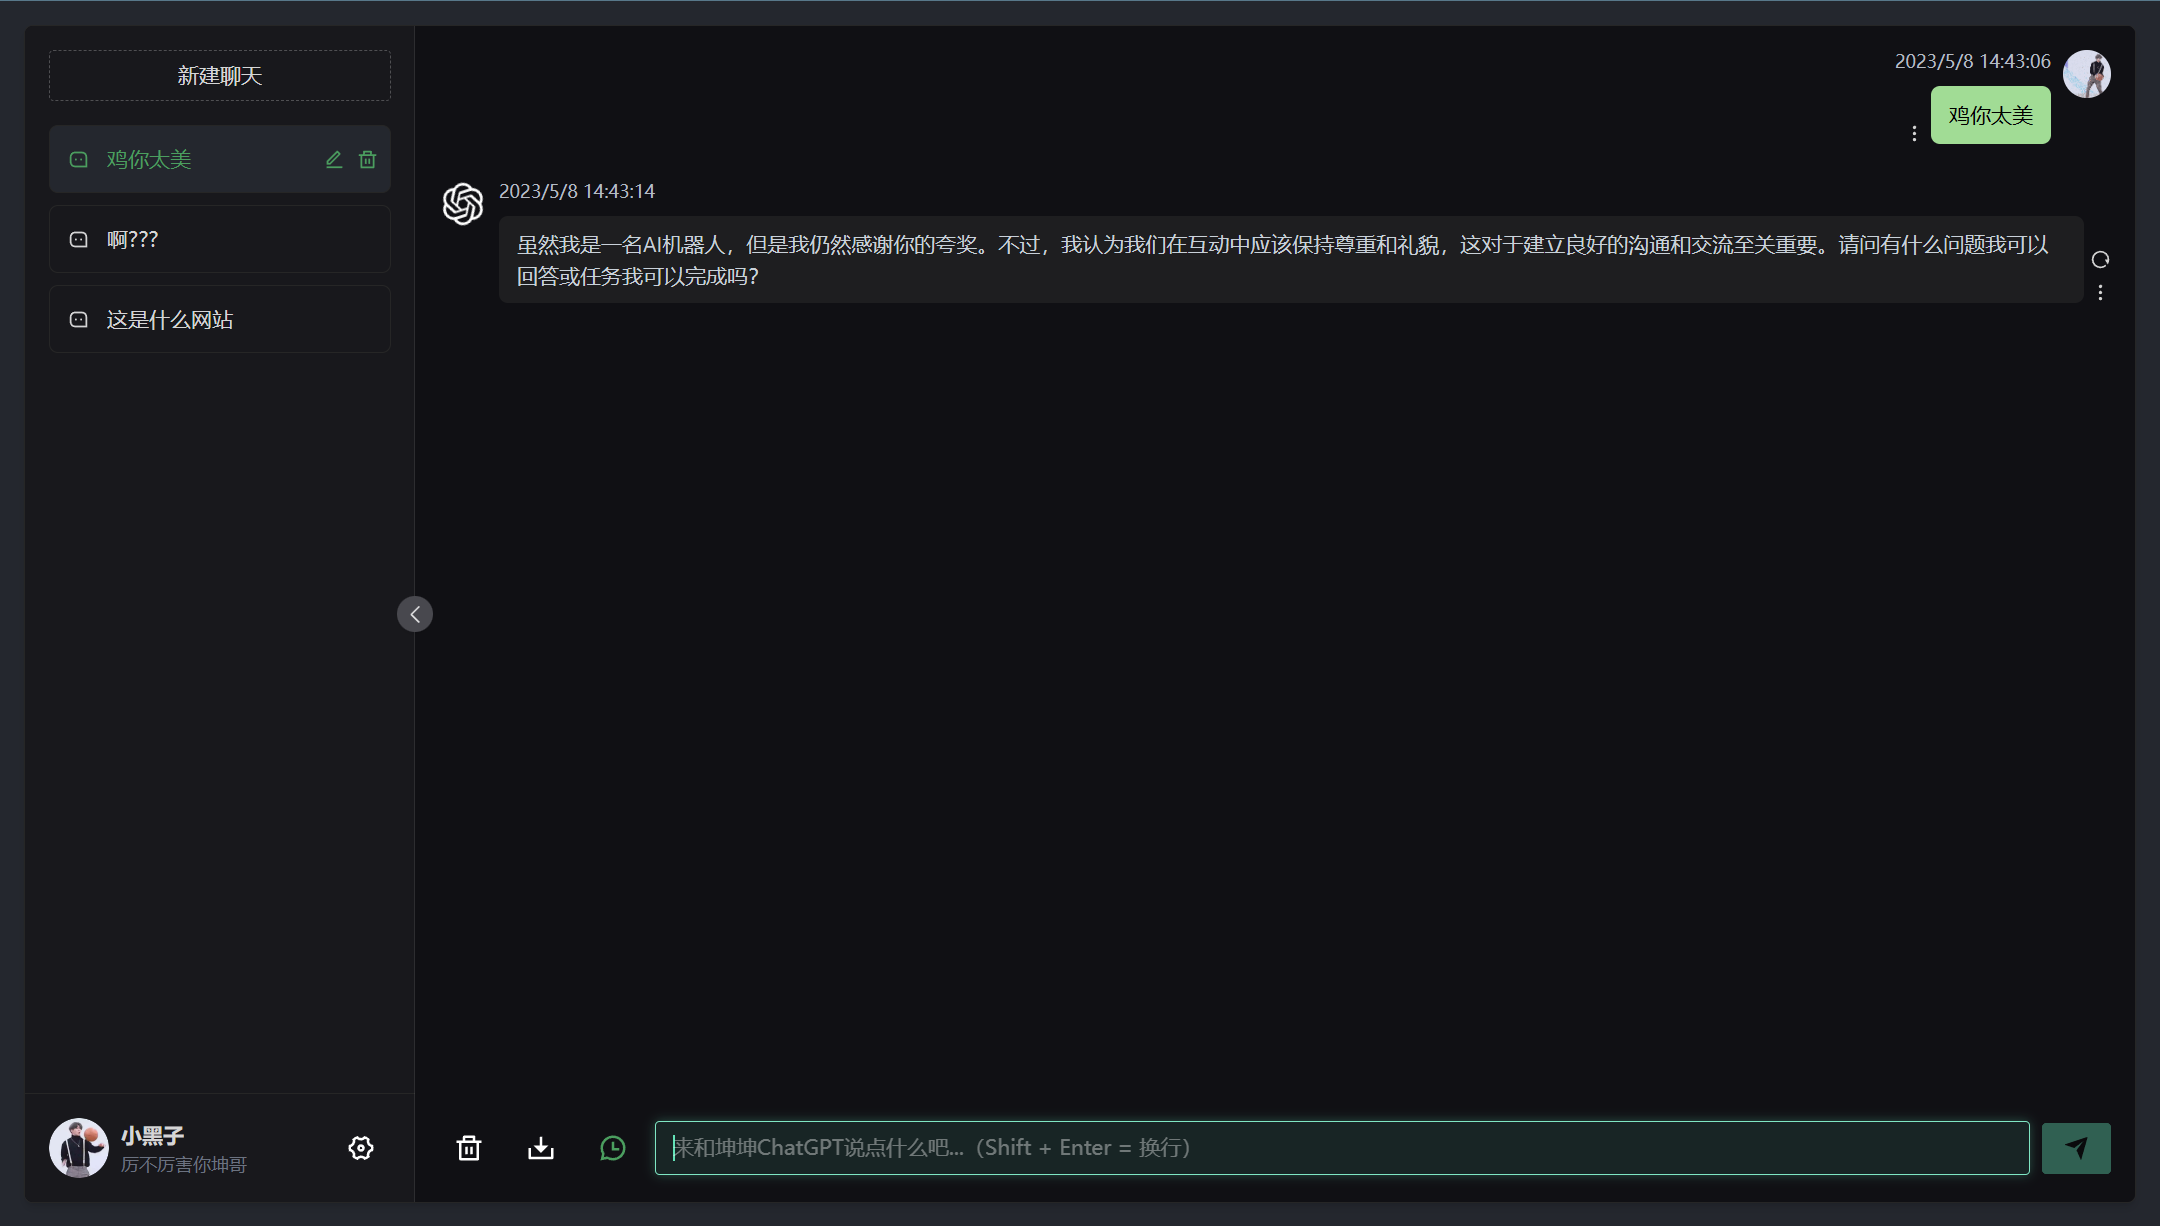 新建聊天
鸡你太美
啊???
这是什么网站
小黑子
厉不厉害你坤哥
2023/5/8 14:43:06
鸡你太美
2023/5/8 14:43:14
虽然我是一名AI机器人，但是我仍然感谢你的夸奖。不过，我认为我们在互动中应该保持尊重和礼貌，这对于建立良好的沟通和交流至关重要。请问有什么问题我可以
回答或任务我可以完成吗？
来和坤坤ChatGPT说点什么吧...（Shift + Enter = 换行）